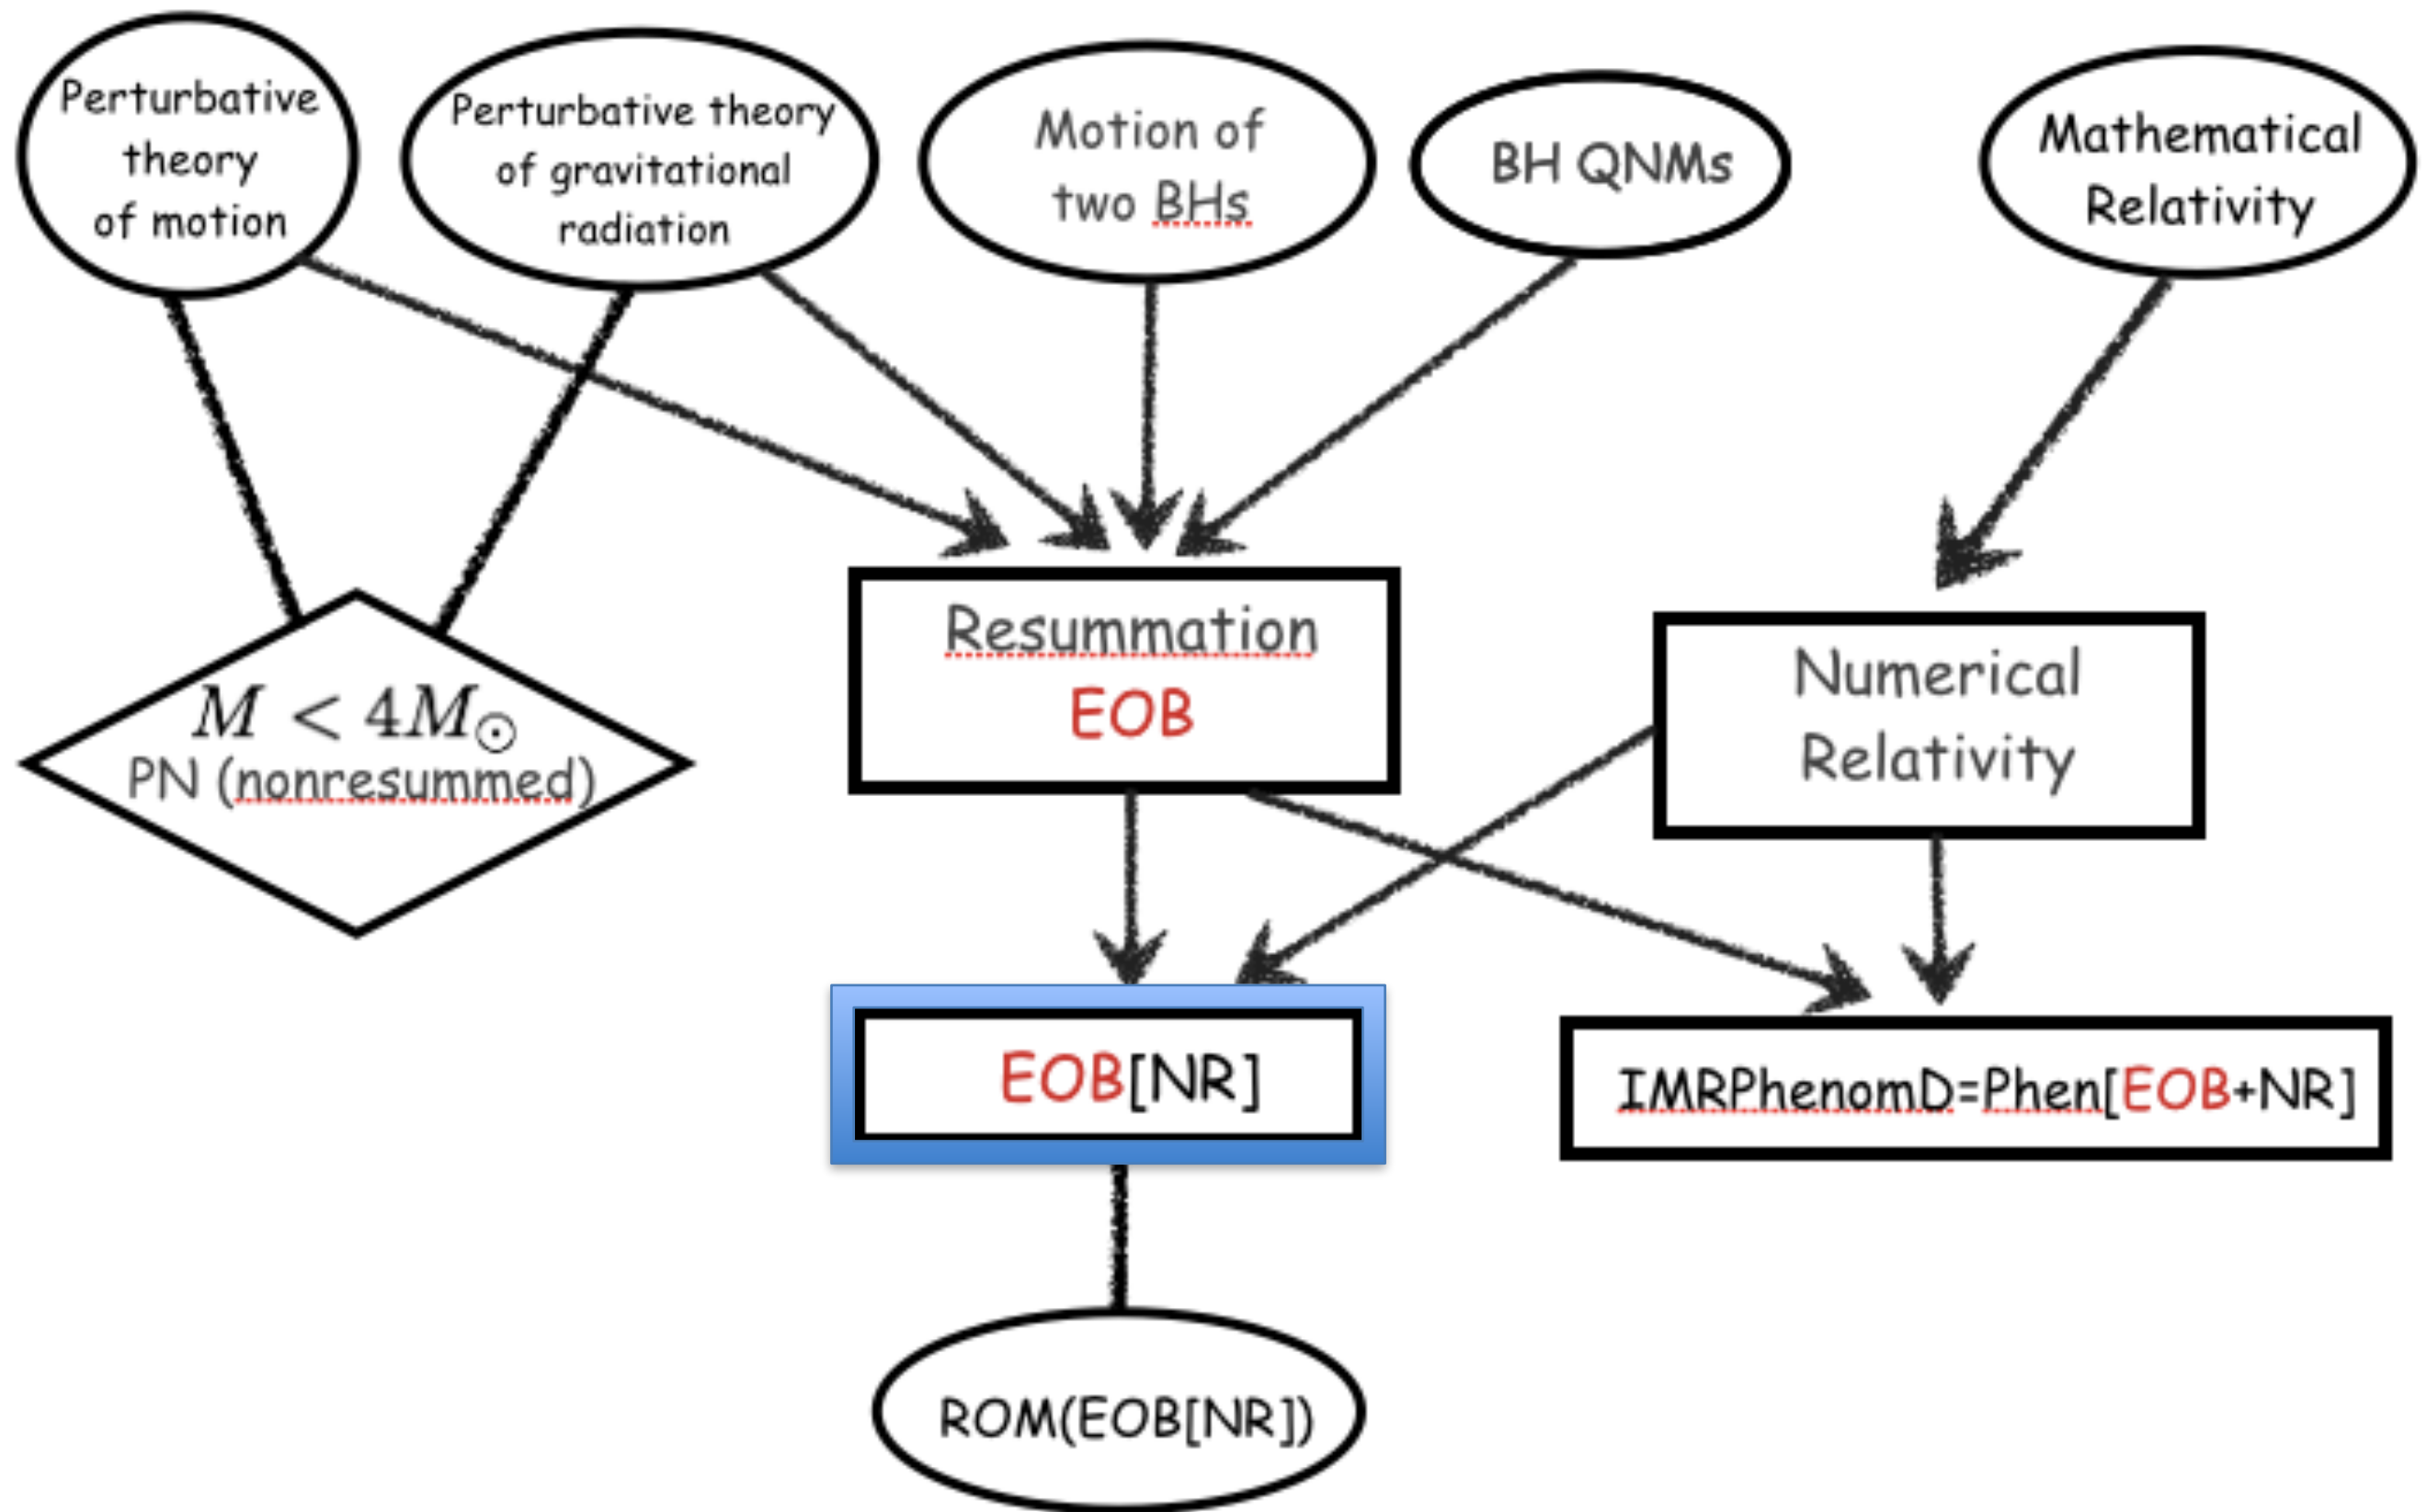 Perturbative
theory
of motion
Perturbative theory
of gravitational
radiation
Motion of
two BHs
BH QNMs
Mathematical
Relativity
M < 4M⊙
PN (nonresummed)
Resummation
EOB
Numerical
Relativity
EOB[NR]
IMRPhenomD=Phen[EOB+NR]
ROM(EOB[NR])